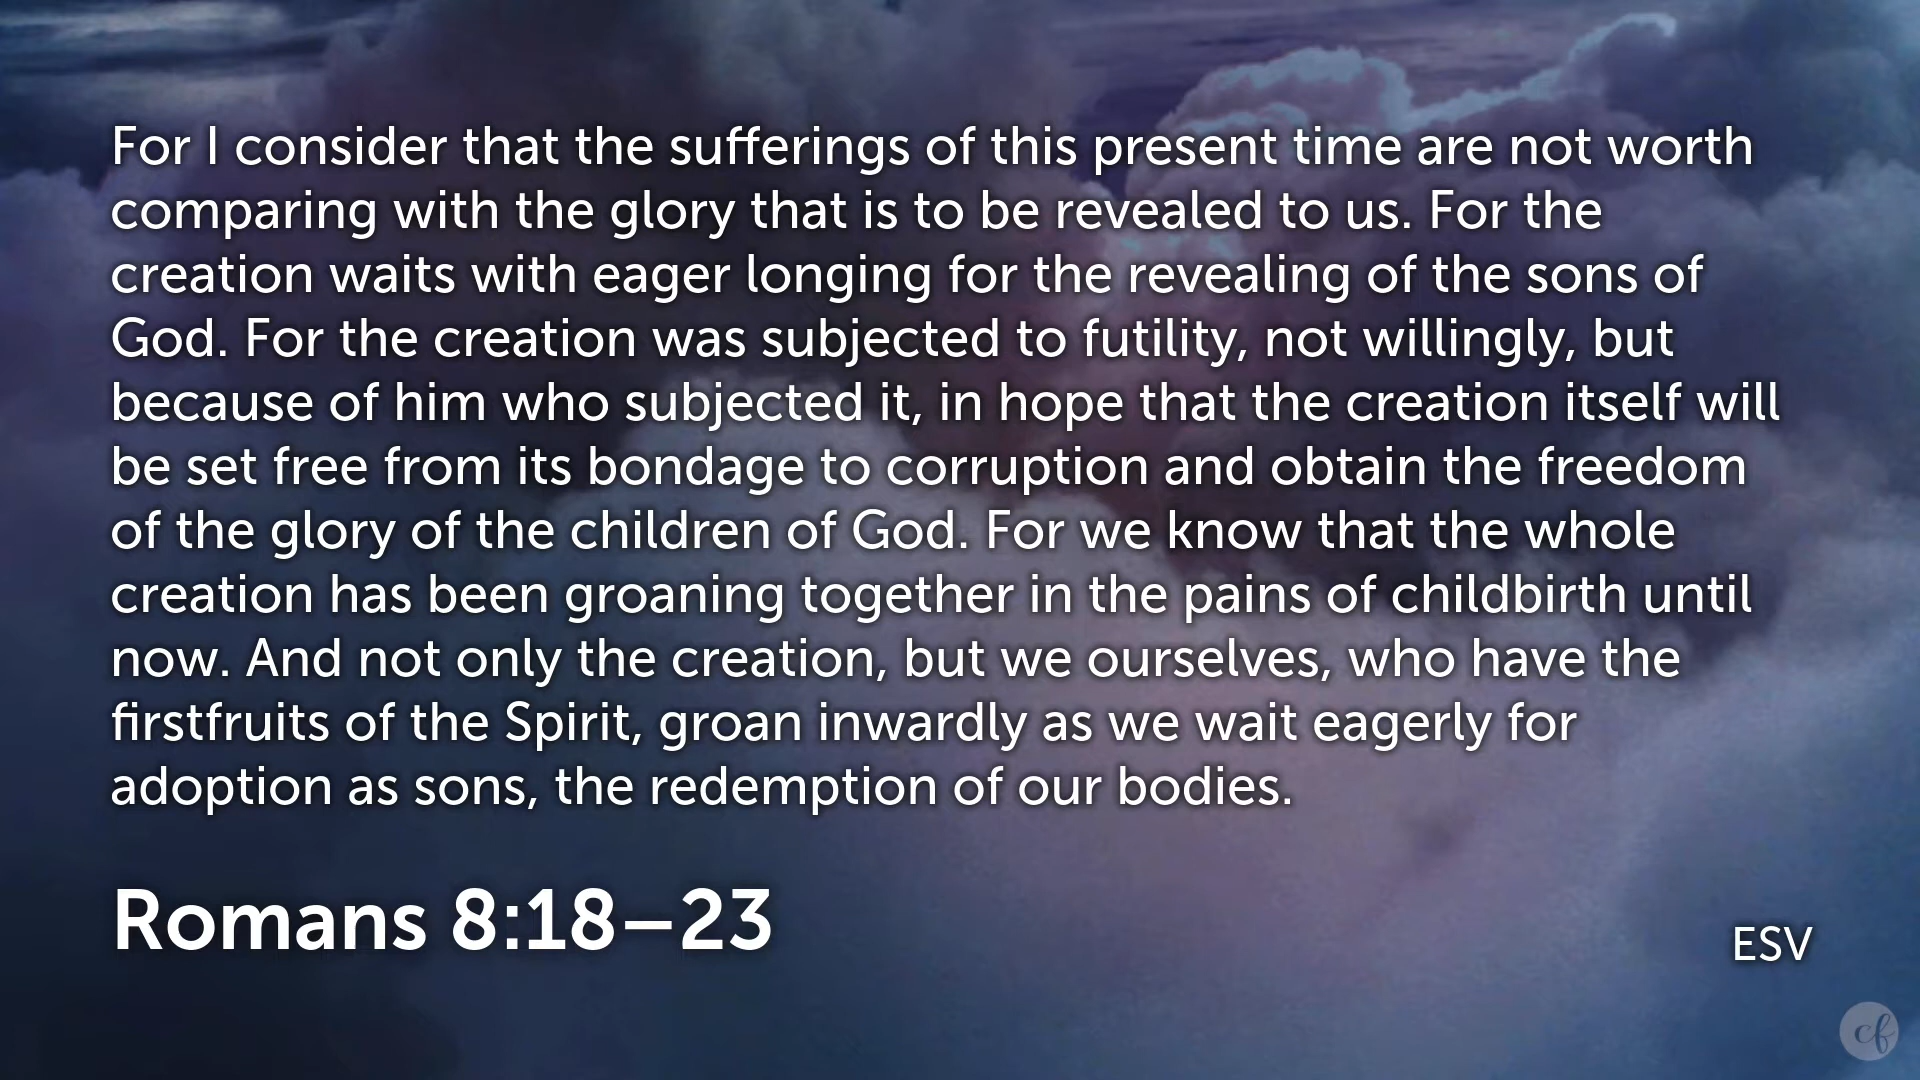 For I consider that the sufferings of this present time are not worth
comparing with the glory that is to be revealed to us. For the
creation waits with eager longing for the revealing of the sons of
God. For the creation was subjected to futility, not willingly, but
because of him who subjected it, in hope that the creation itself will
be set free from its bondage to corruption and obtain the freedom
of the glory of the children of God. For we know that the whole
creation has been groaning together in the pains of childbirth until
now. And not only the creation, but we ourselves, who have the
firstfruits of the Spirit, groan inwardly as we wait eagerly for
adoption as sons, the redemption of our bodies.
Romans 8:18–23
ESV
cf